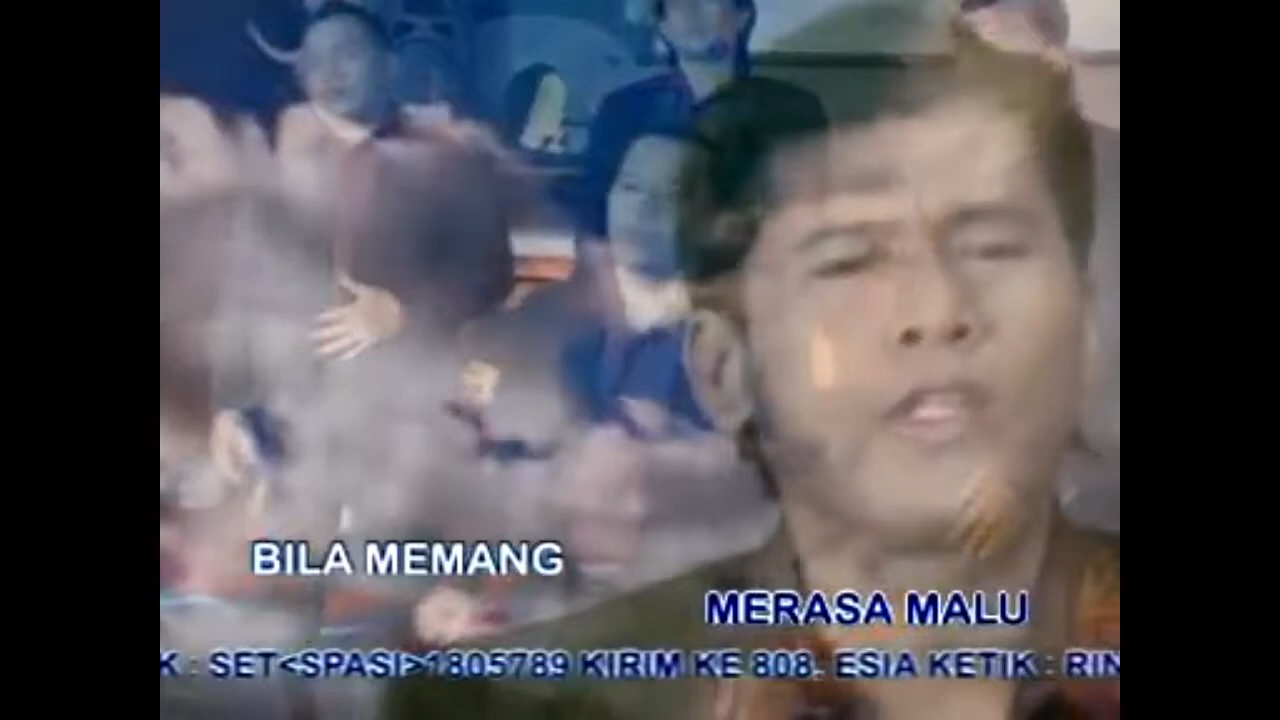 BILA MEMANG
MERASA MALU
K : SET<SPASI>1805789 KIRIM KE 808, ESIA KETIK : RIN